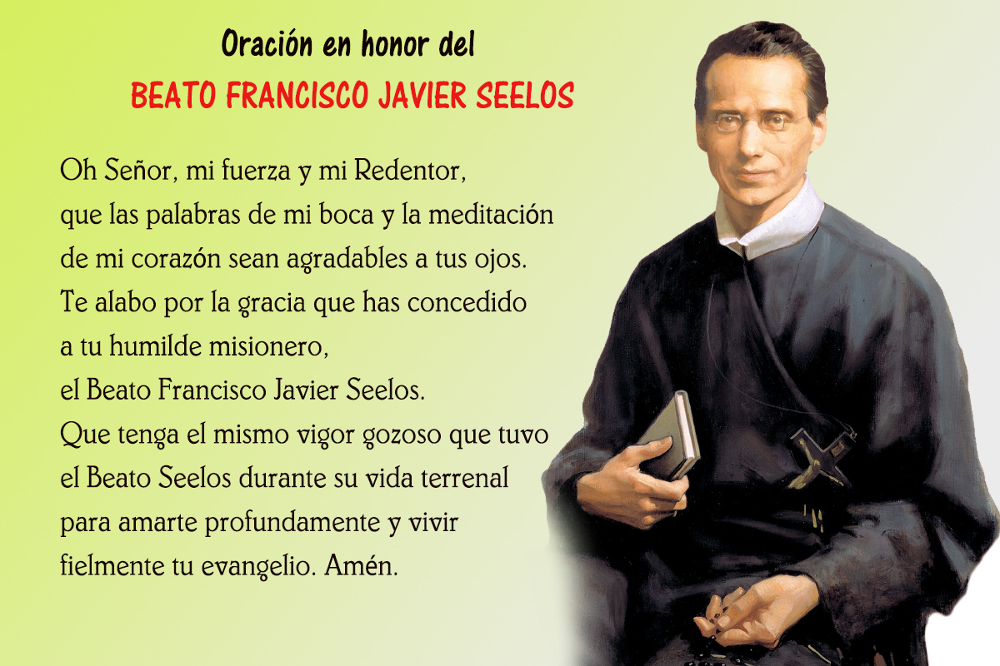 Oración en honor del
BEATO FRANCISCO JAVIER SEELOS
Oh Señor, mi fuerza y mi Redentor,
que las palabras de mi boca y la meditación
de mi corazón sean agradables a tus ojos.
Te alabo por la gracia que has concedido
a tu humilde misionero,
el Beato Francisco Javier Seelos.
Que tenga el mismo vigor gozoso que tuvo
el Beato Seelos durante su vida terrenal
para amarte profundamente y vivir
fielmente tu evangelio. Amén.